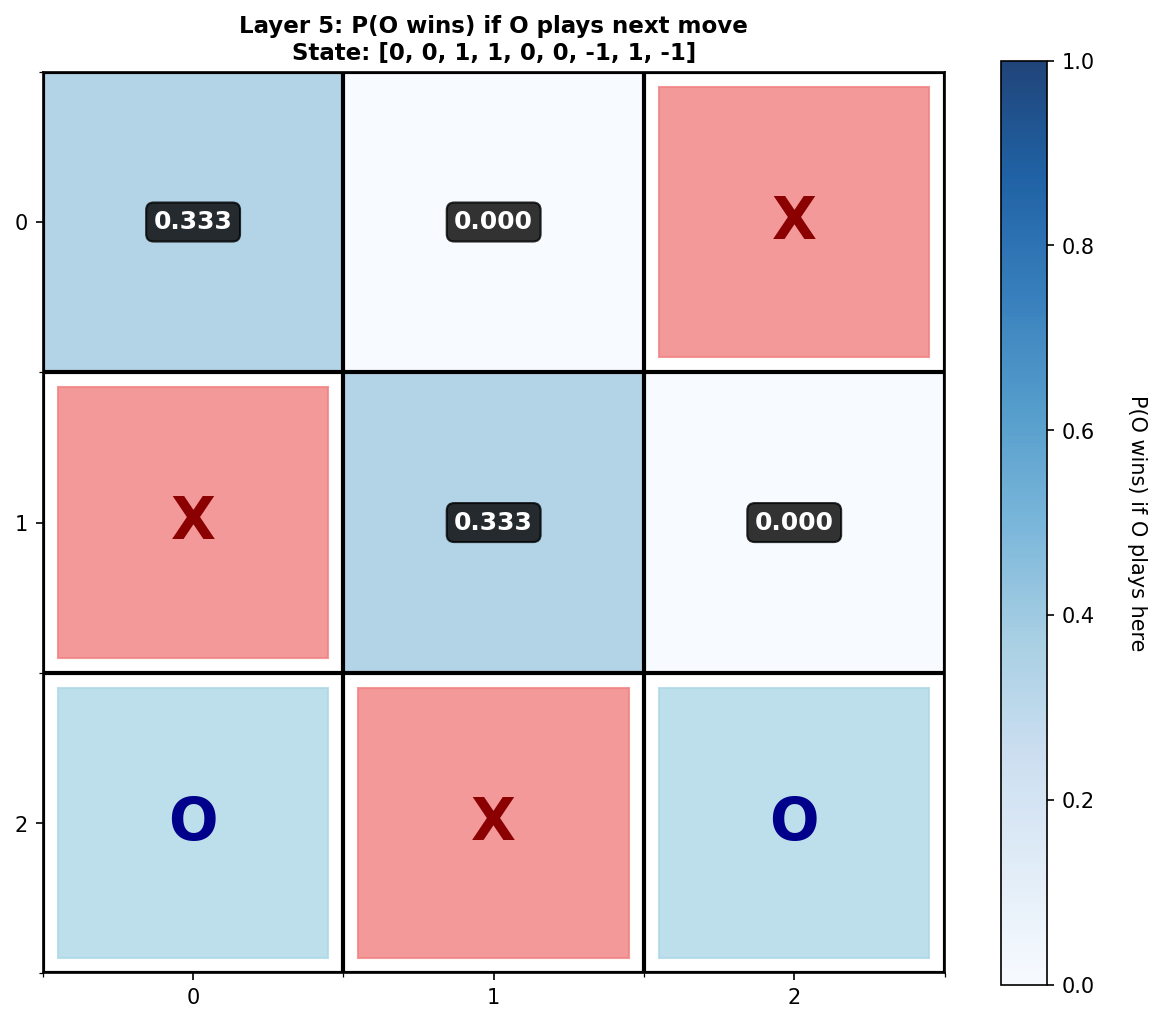 Layer 5: P(O wins) if O plays next move
State: [0, 0, 1, 1, 0, 0, -1, 1, -1]
0.333
0.000
X
X
0.333
0.000
O
X
O
0
1
2
0
1
2
1.0
0.8
0.6
0.4
0.2
0.0
P(O wins) if O plays here